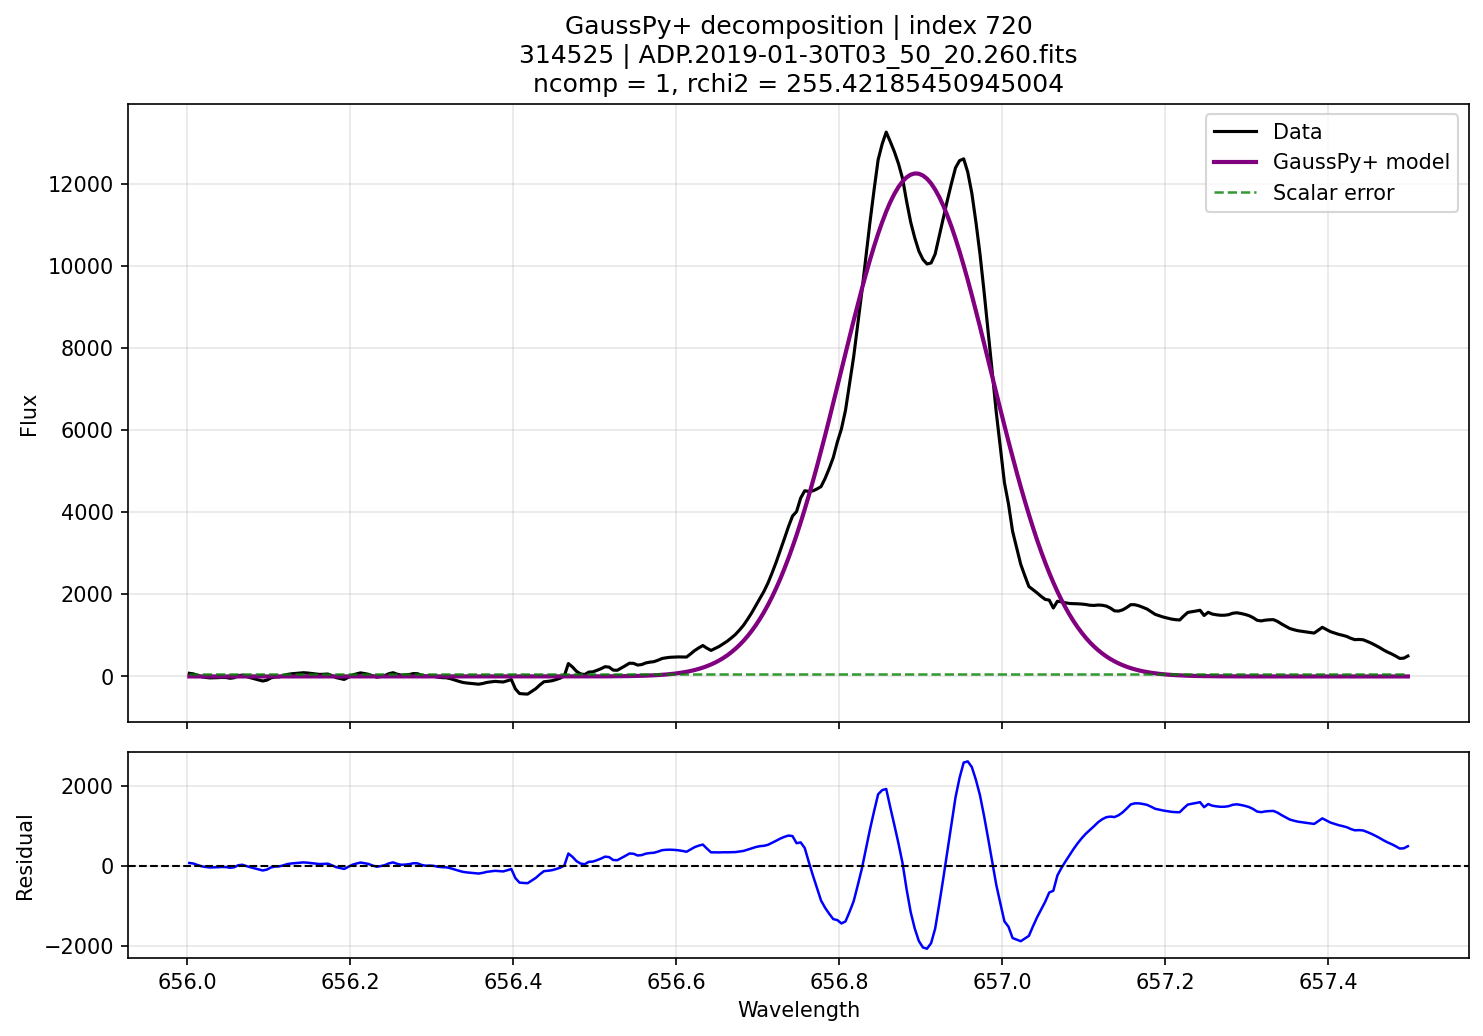 GaussPy+ decomposition | index 720
314525 | ADP.2019-01-30T03_50_20.260.fits
ncomp = 1, rchi2 = 255.42185450945004
Data
GaussPy+ model
Scalar error
12000
10000
8000
6000
4000
2000
0
Flux
2000
0
−2000
Residual
656.0 656.2 656.4 656.6 656.8 657.0 657.2 657.4
Wavelength